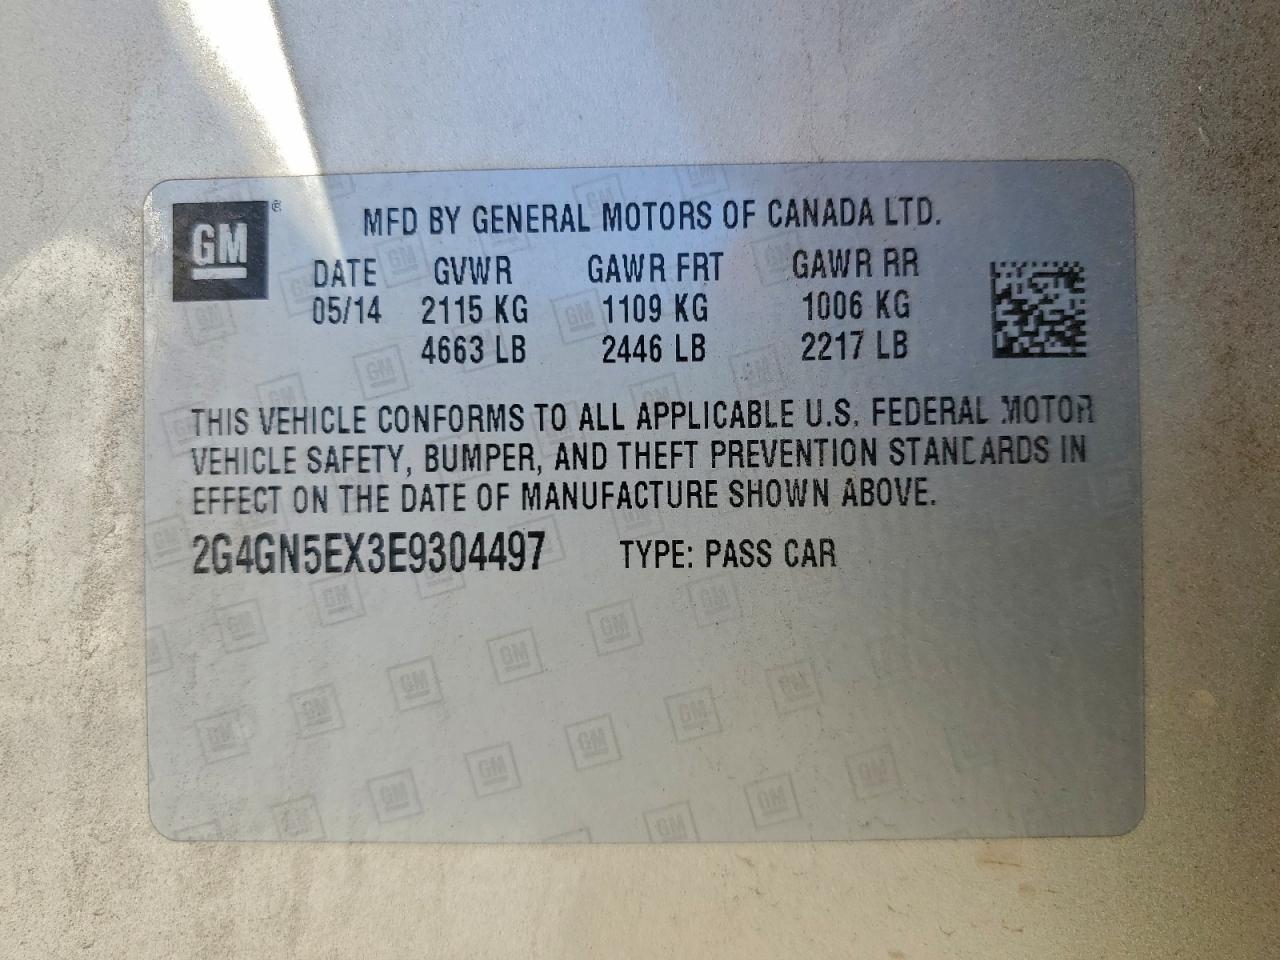 GM ®
MFD BY GENERAL MOTORS OF CANADA LTD.
DATE GVWR GAWR FRT GAWR RR
05/14 2115 KG 1109 KG 1006 KG
4663 LB 2446 LB 2217 LB
THIS VEHICLE CONFORMS TO ALL APPLICABLE U.S. FEDERAL MOTOR
VEHICLE SAFETY, BUMPER, AND THEFT PREVENTION STANDARDS IN
EFFECT ON THE DATE OF MANUFACTURE SHOWN ABOVE.
2G4GN5EX3E9304497 TYPE: PASS CAR